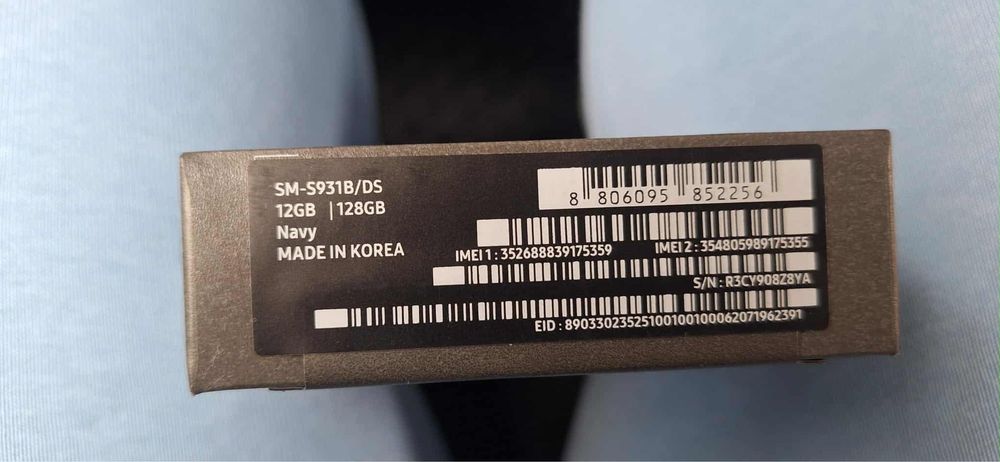 SM-S931B/DS
12GB | 128GB
Navy
MADE IN KOREA
8 806095 852256
IMEI 1 : 352688839175359
IMEI 2 : 354805989175355
S/N : R3CY908Z8YA
EID : 89033023525100100100062071962391